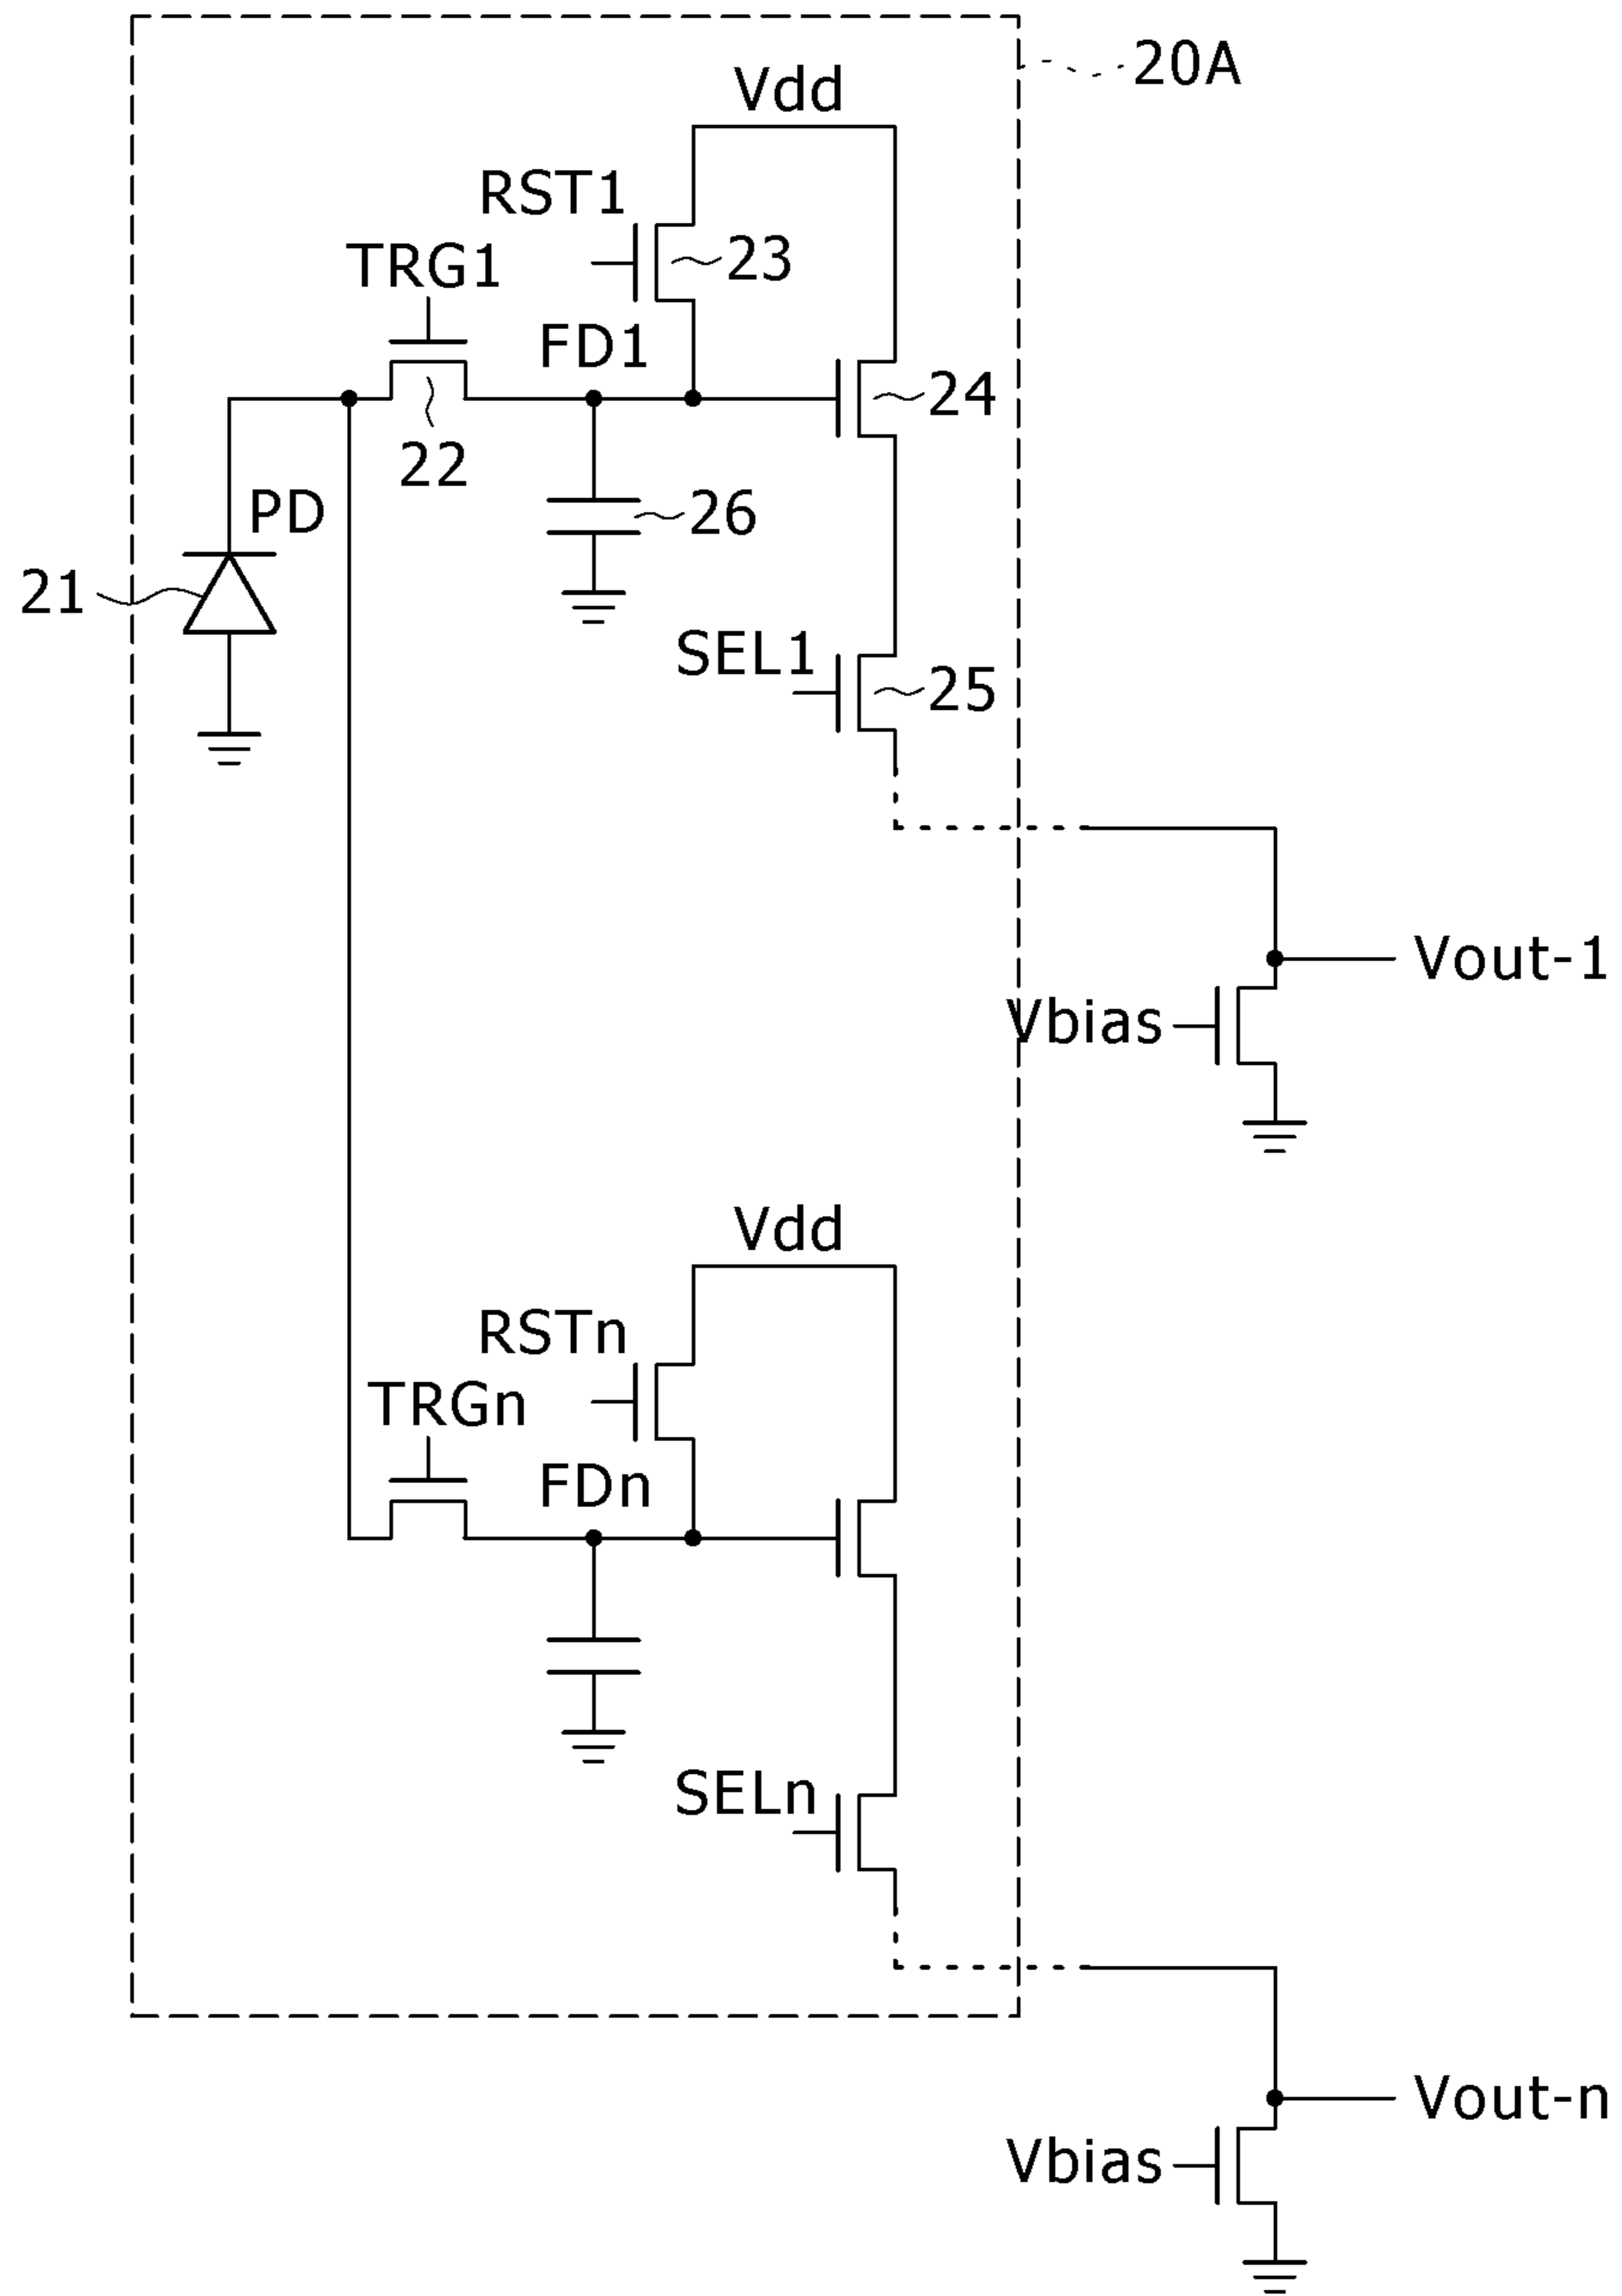 20A
Vdd
RST1
23
TRG1
FD1
24
22
PD
26
21
SEL1
25
Vout-1
Vbias
Vdd
RSTn
TRGn
FDn
SELn
Vout-n
Vbias